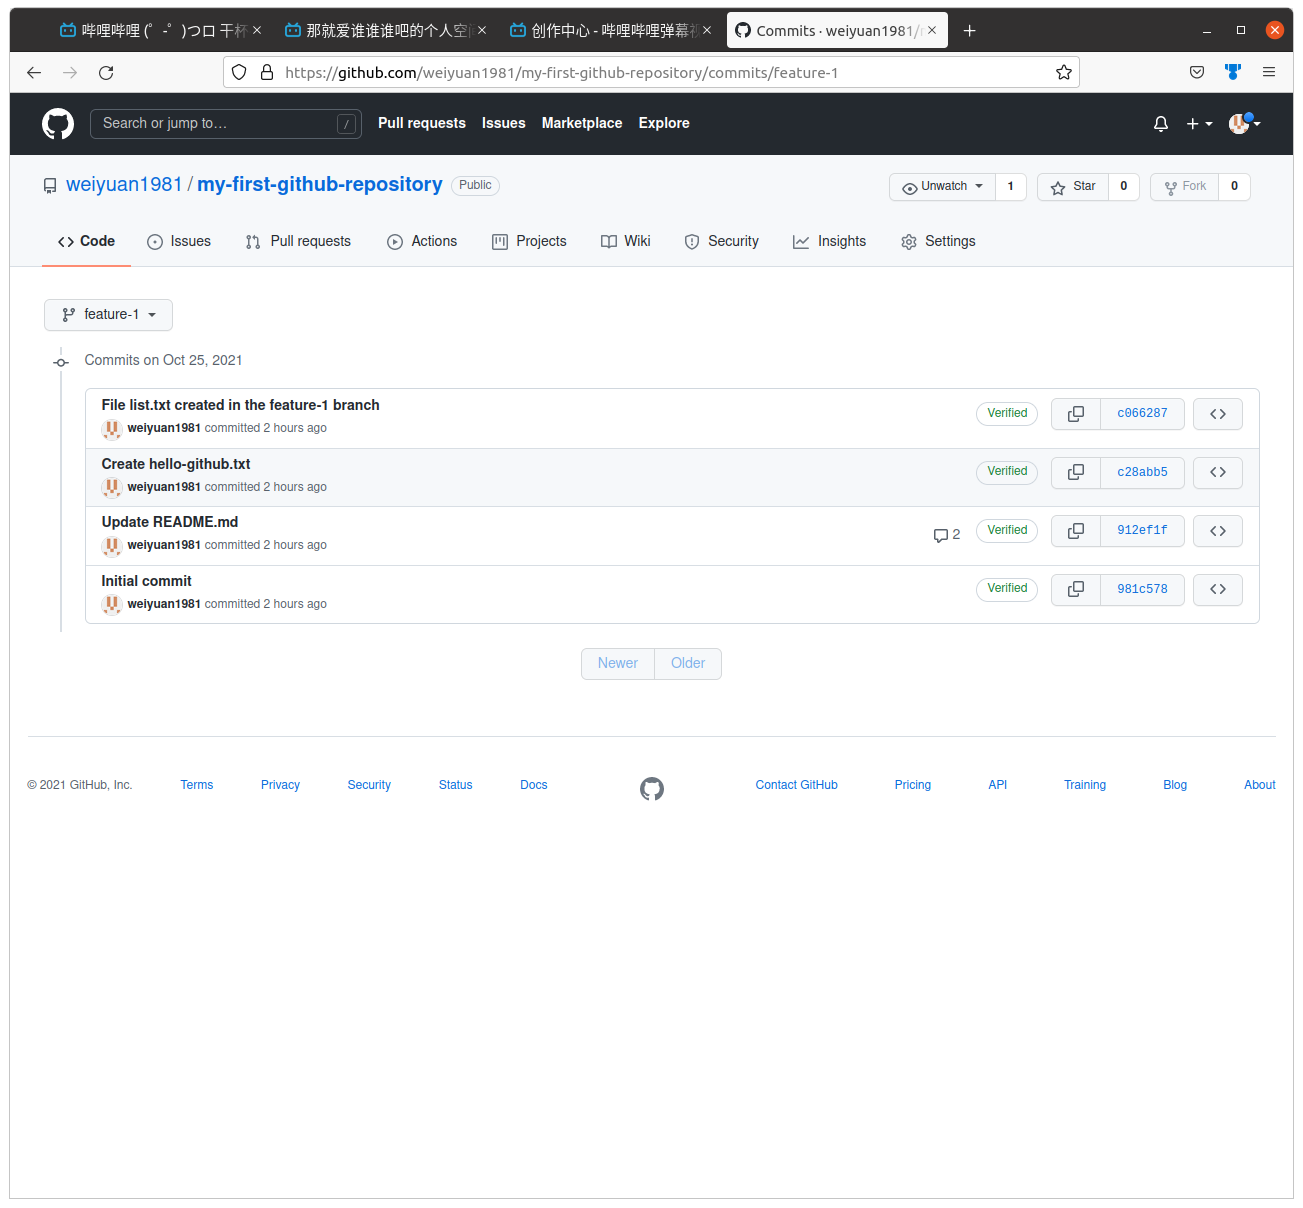 哔哩哔哩 (゜-゜)つロ 干杯
那就爱谁谁谁吧的个人空间
创作中心 - 哔哩哔哩弹幕视
Commits · weiyuan1981/
https://github.com/weiyuan1981/my-first-github-repository/commits/feature-1
Search or jump to… /
Pull requests Issues Marketplace Explore
weiyuan1981 / my-first-github-repository Public
Unwatch 1 Star 0 Fork 0
Code Issues Pull requests Actions Projects Wiki Security Insights Settings
feature-1
Commits on Oct 25, 2021
File list.txt created in the feature-1 branch
weiyuan1981 committed 2 hours ago
Verified c066287
Create hello-github.txt
weiyuan1981 committed 2 hours ago
Verified c28abb5
Update README.md
weiyuan1981 committed 2 hours ago
2 Verified 912ef1f
Initial commit
weiyuan1981 committed 2 hours ago
Verified 981c578
Newer Older
© 2021 GitHub, Inc. Terms Privacy Security Status Docs Contact GitHub Pricing API Training Blog About